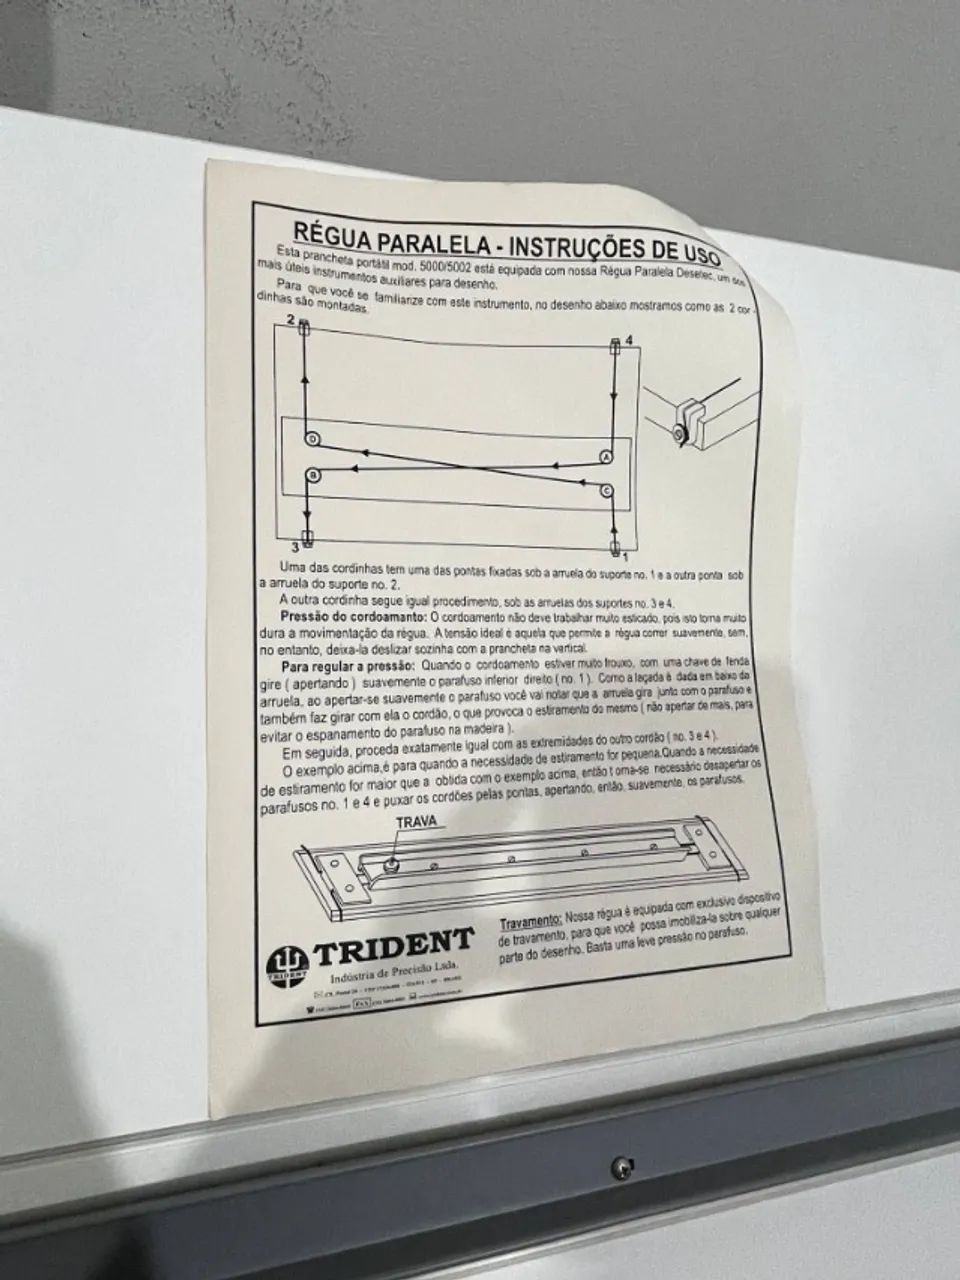 RÉGUA PARALELA - INSTRUÇÕES DE USO
Esta prancheta portátil mod. 5000/5002 está equipada com nossa Régua Paralela Desetec, um dos
mais úteis instrumentos auxiliares para desenho.
Para que você se familiarize com este instrumento, no desenho abaixo mostramos como as 2 cor -
dinhas são montadas.
2
4
D
A
B
C
3
1
Uma das cordinhas tem uma das pontas fixadas sob a arruela do suporte no. 1 e a outra ponta sob
a arruela do suporte no. 2.
A outra cordinha segue igual procedimento, sob as arruelas dos suportes no. 3 e 4.
Pressão do cordoamanto: O cordoamento não deve trabalhar muito esticado, pois isto torna muito
dura a movimentação da régua. A tensão ideal é aquela que permite a régua correr suavemente, sem,
no entanto, deixa-la deslizar sozinha com a prancheta na vertical.
Para regular a pressão: Quando o cordoamento estiver muito frouxo, com uma chave de fenda
gire ( apertando ) suavemente o parafuso inferior direito ( no. 1 ). Como a laçada é dada em baixo da
arruela, ao apertar-se suavemente o parafuso você vai notar que a arruela gira junto com o parafuso e
também faz girar com ela o cordão, o que provoca o estiramento do mesmo ( não apertar de mais, para
evitar o espanamento do parafuso na madeira ).
Em seguida, proceda exatamente igual com as extremidades do outro cordão ( no. 3 e 4 ).
O exemplo acima,é para quando a necessidade de estiramento for pequena.Quando a necessidade
de estiramento for maior que a oblida com o exemplo acima, então t orna-se necessário desapertar os
parafusos no. 1 e 4 e puxar os cordões pelas pontas, apertando, então, suavemente, os parafusos.
TRAVA
Travamento: Nossa régua é equipada com exclusivo dispositivo
de travamento, para que você possa imobiliza-la sobre qualquer
parte do desenho. Basta uma leve pressão no parafuso.
TRIDENT
TRIDENT
Indústria de Precisão Ltda.